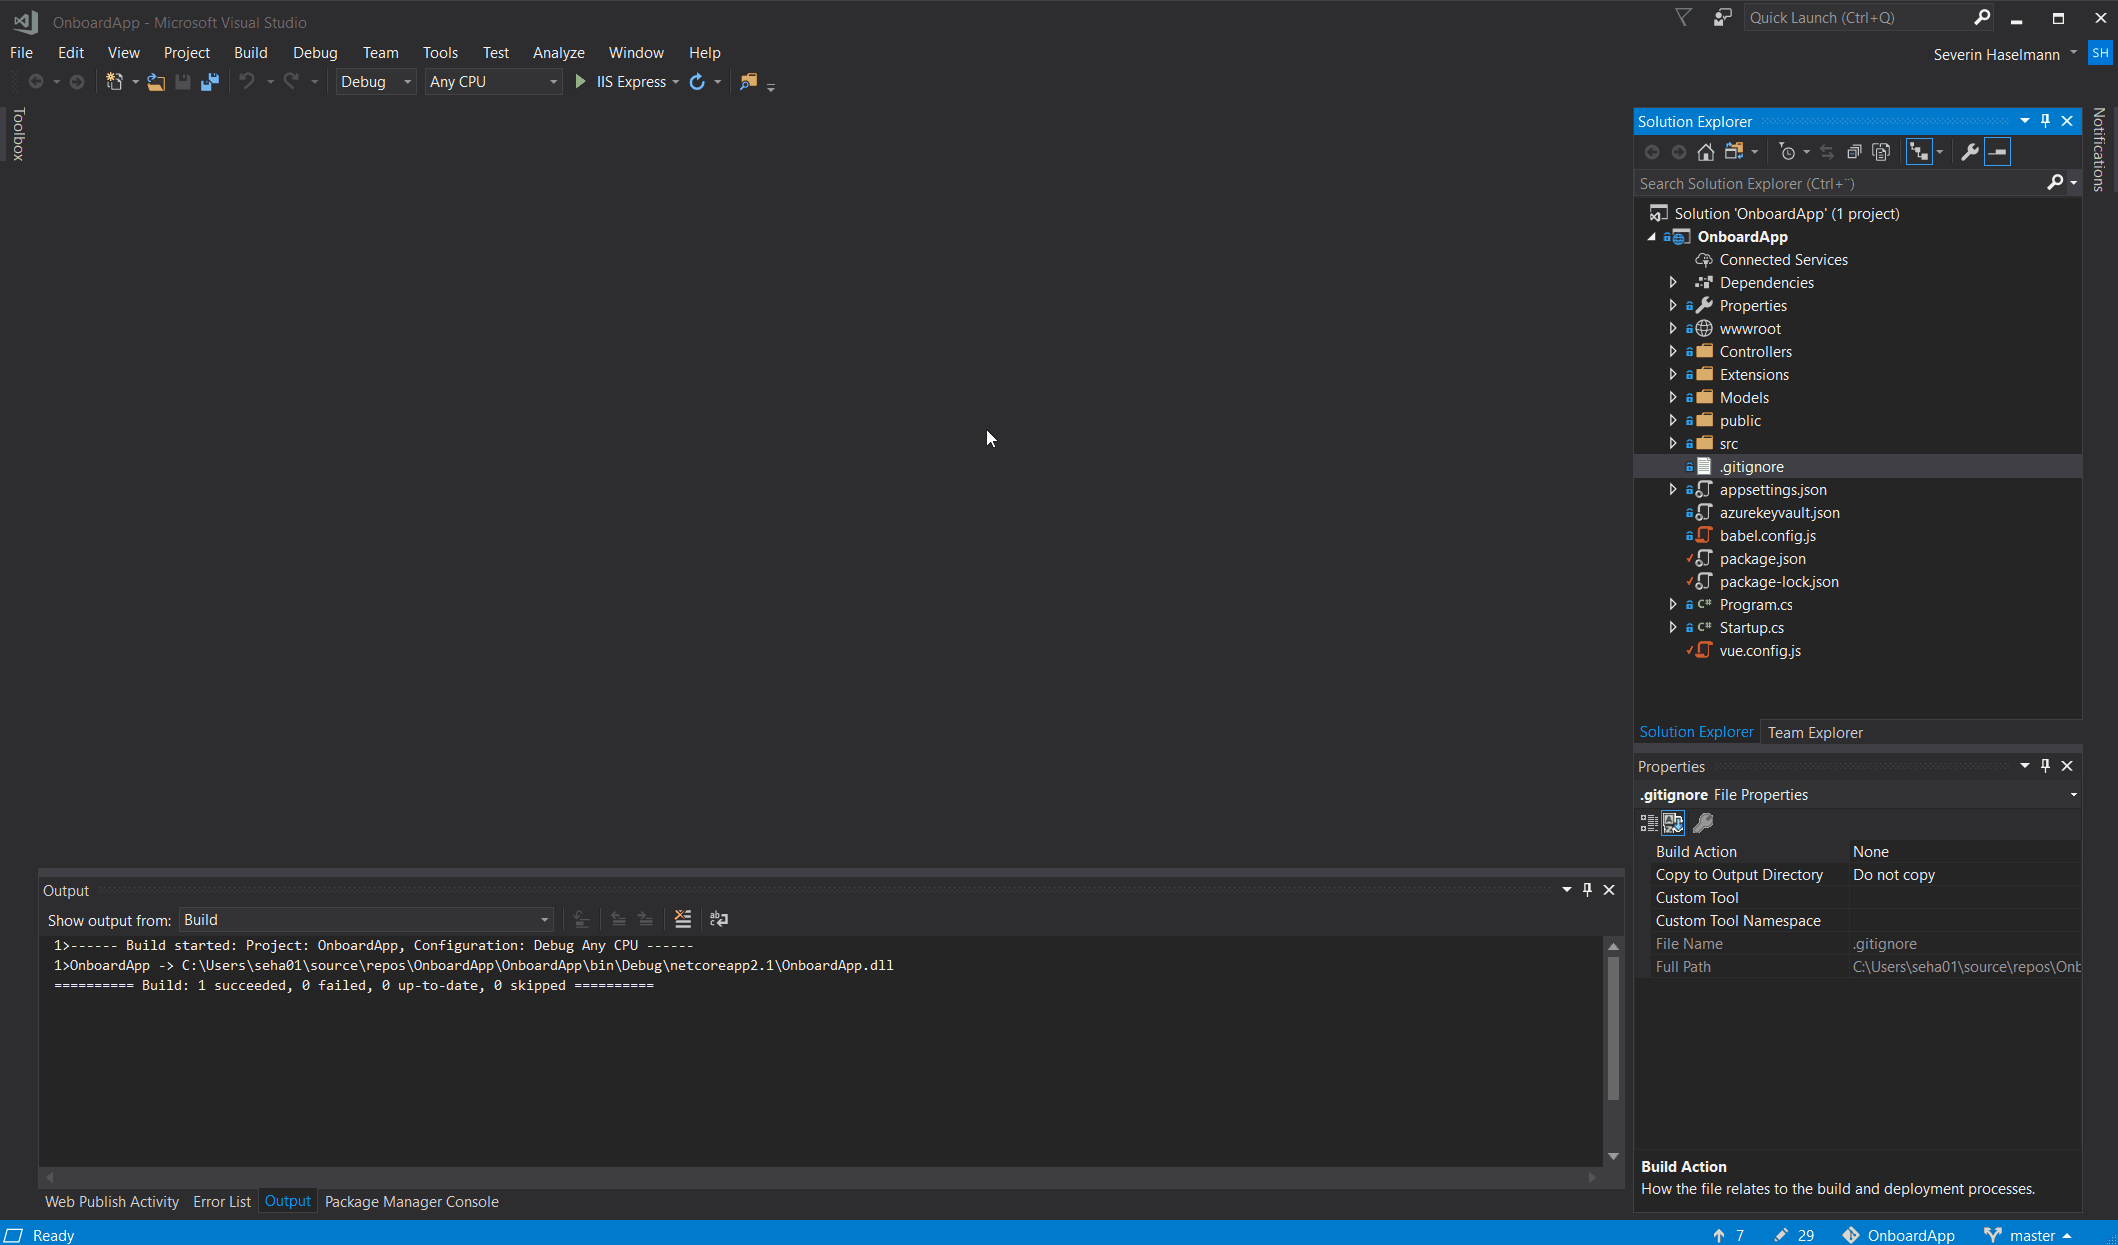 OnboardApp - Microsoft Visual Studio
Quick Launch (Ctrl+Q)
File Edit View Project Build Debug Team Tools Test Analyze Window Help
Severin Haselmann SH
Debug Any CPU IIS Express
Toolbox
Notifications
Solution Explorer
Search Solution Explorer (Ctrl+¨)
Solution 'OnboardApp' (1 project)
OnboardApp
Connected Services
Dependencies
Properties
wwwroot
Controllers
Extensions
Models
public
src
.gitignore
appsettings.json
azurekeyvault.json
babel.config.js
package.json
package-lock.json
C# Program.cs
C# Startup.cs
vue.config.js
Solution Explorer Team Explorer
Properties
.gitignore File Properties
Build Action None
Copy to Output Directory Do not copy
Custom Tool
Custom Tool Namespace
File Name .gitignore
Full Path C:\Users\seha01\source\repos\Onb
Build Action
How the file relates to the build and deployment processes.
Output
Show output from: Build
1>------ Build started: Project: OnboardApp, Configuration: Debug Any CPU ------
1>OnboardApp -> C:\Users\seha01\source\repos\OnboardApp\OnboardApp\bin\Debug\netcoreapp2.1\OnboardApp.dll
========== Build: 1 succeeded, 0 failed, 0 up-to-date, 0 skipped ==========
Web Publish Activity Error List Output Package Manager Console
Ready 7 29 OnboardApp master